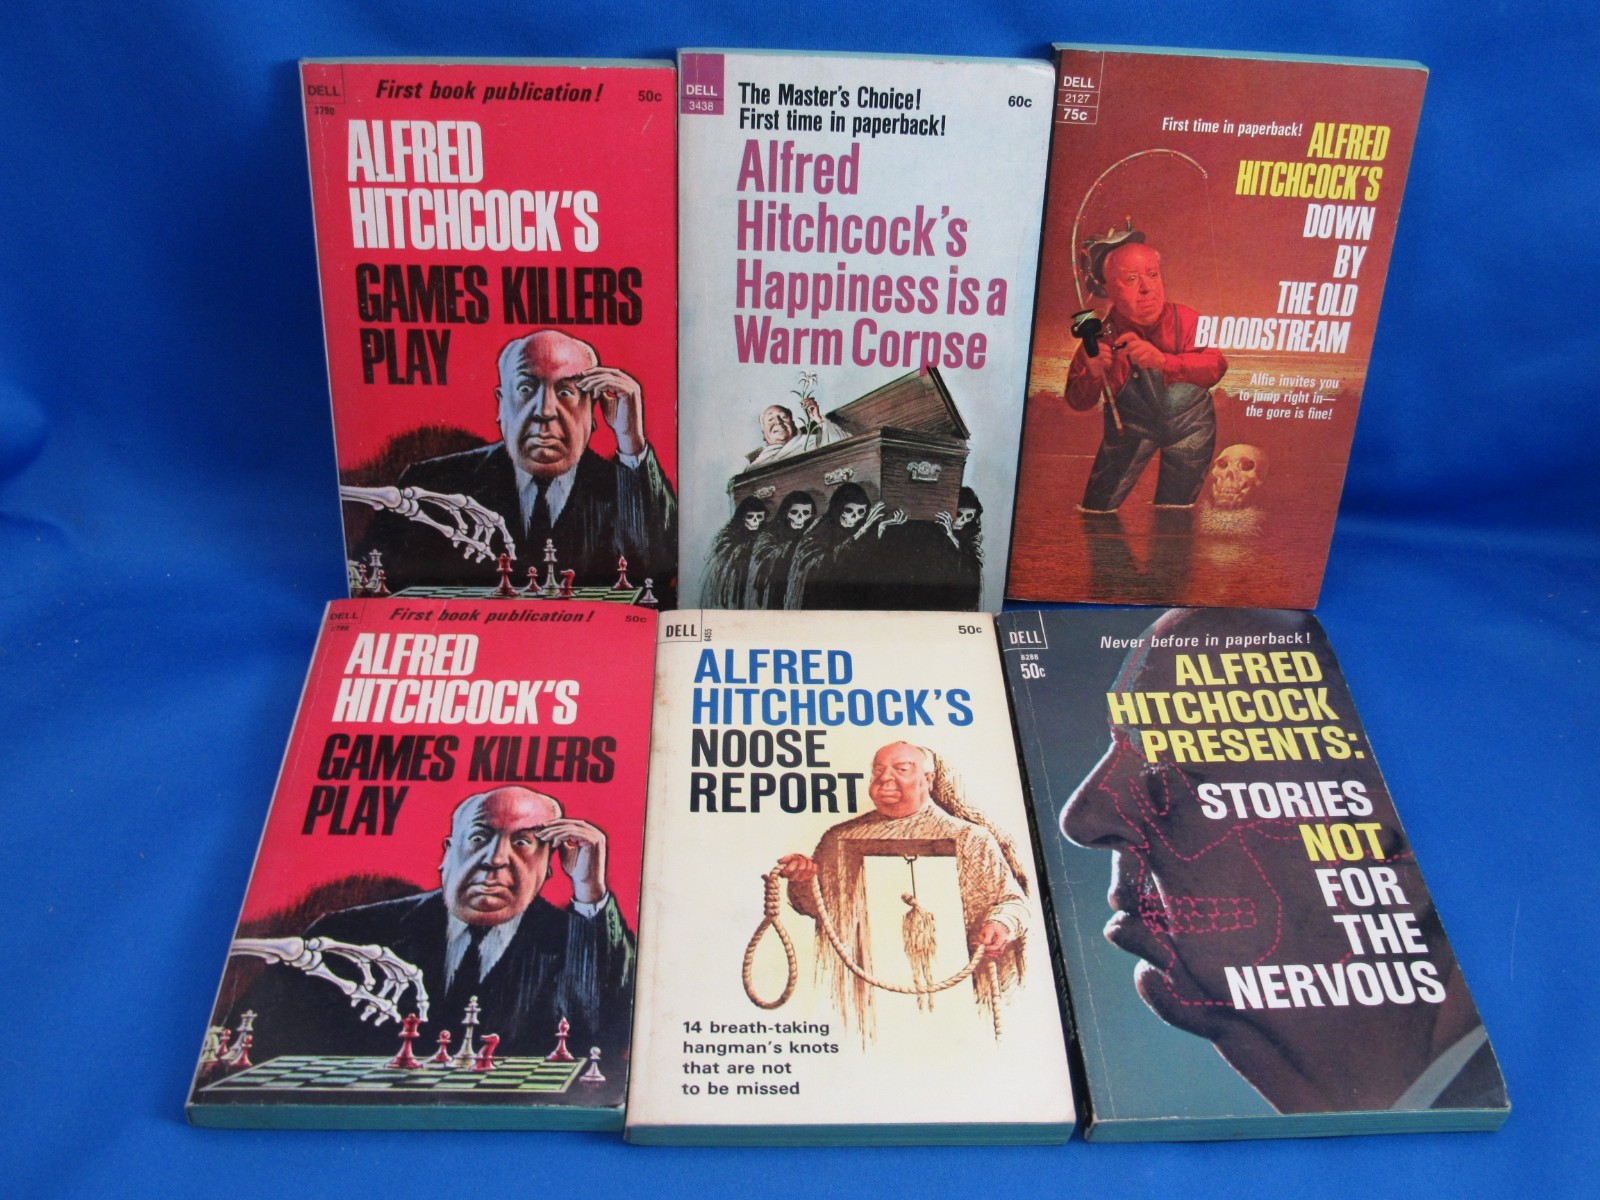 DELL
2790
First book publication!
50c
ALFRED
HITCHCOCK'S
GAMES KILLERS
PLAY
DELL
3438
The Master's Choice!
First time in paperback!
60c
Alfred
Hitchcock's
Happiness is a
Warm Corpse
DELL
2127
75c
First time in paperback!
ALFRED
HITCHCOCK'S
DOWN
BY
THE OLD
BLOODSTREAM
Alfie invites you
to jump right in—
the gore is fine!
DELL
2790
First book publication!
50c
ALFRED
HITCHCOCK'S
GAMES KILLERS
PLAY
DELL
6455
50c
ALFRED
HITCHCOCK'S
NOOSE
REPORT
14 breath-taking
hangman's knots
that are not
to be missed
DELL
8288
50c
Never before in paperback!
ALFRED
HITCHCOCK
PRESENTS:
STORIES
NOT
FOR
THE
NERVOUS